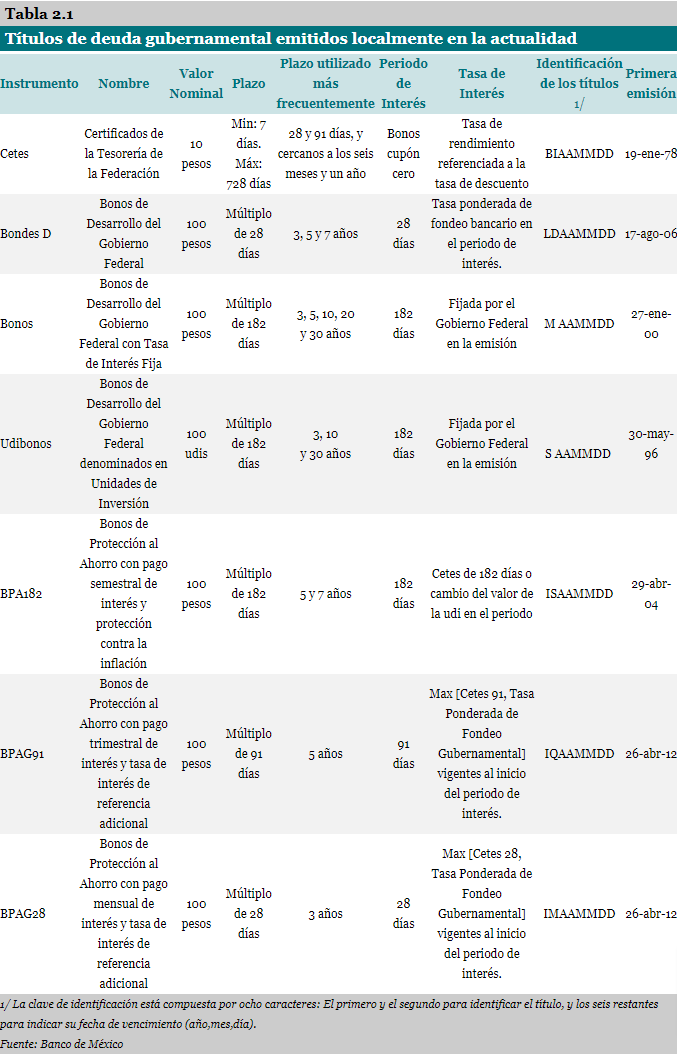 Tabla 2.1
Títulos de deuda gubernamental emitidos localmente en la actualidad
Instrumento
Nombre
Valor
Nominal
Plazo
Plazo utilizado
más
frecuentemente
Periodo
de
Interés
Tasa de
Interés
Identificación
de los títulos
1/
Primera
emisión
Cetes
Certificados de
la Tesorería de
la Federación
10
pesos
Min: 7
días.
Máx:
728 días
28 y 91 días, y
cercanos a los seis
meses y un año
Bonos
cupón
cero
Tasa de
rendimiento
referenciada a la
tasa de descuento
BIAAMMDD
19-ene-78
Bondes D
Bonos de
Desarrollo del
Gobierno
Federal
100
pesos
Múltiplo
de 28
días
3, 5 y 7 años
28
días
Tasa ponderada de
fondeo bancario en
el periodo de
interés.
LDAAMMDD
17-ago-06
Bonos
Bonos de
Desarrollo del
Gobierno
Federal con Tasa
de Interés Fija
100
pesos
Múltiplo
de 182
días
3, 5, 10, 20
y 30 años
182
días
Fijada por el
Gobierno Federal
en la emisión
M AAMMDD
27-ene-
00
Udibonos
Bonos de
Desarrollo del
Gobierno
Federal
denominados en
Unidades de
Inversión
100
udis
Múltiplo
de 182
días
3, 10
y 30 años
182
días
Fijada por el
Gobierno Federal
en la emisión
S AAMMDD
30-may-
96
BPA182
Bonos de
Protección al
Ahorro con pago
semestral de
interés y
protección
contra la
inflación
100
pesos
Múltiplo
de 182
días
5 y 7 años
182
días
Cetes de 182 días o
cambio del valor de
la udi en el periodo
ISAAMMDD
29-abr-
04
BPAG91
Bonos de
Protección al
Ahorro con pago
trimestral de
interés y tasa de
interés de
referencia
adicional
100
pesos
Múltiplo
de 91
días
5 años
91
días
Max [Cetes 91, Tasa
Ponderada de
Fondeo
Gubernamental]
vigentes al inicio
del periodo de
interés.
IQAAMMDD
26-abr-12
BPAG28
Bonos de
Protección al
Ahorro con pago
mensual de
interés y tasa de
interés de
referencia
adicional
100
pesos
Múltiplo
de 28
días
3 años
28
días
Max [Cetes 28,
Tasa Ponderada de
Fondeo
Gubernamental]
vigentes al inicio
del periodo de
interés.
IMAAMMDD
26-abr-12
1/ La clave de identificación está compuesta por ocho caracteres: El primero y el segundo para identificar el título, y los seis restantes
para indicar su fecha de vencimiento (año,mes,día).
Fuente: Banco de México